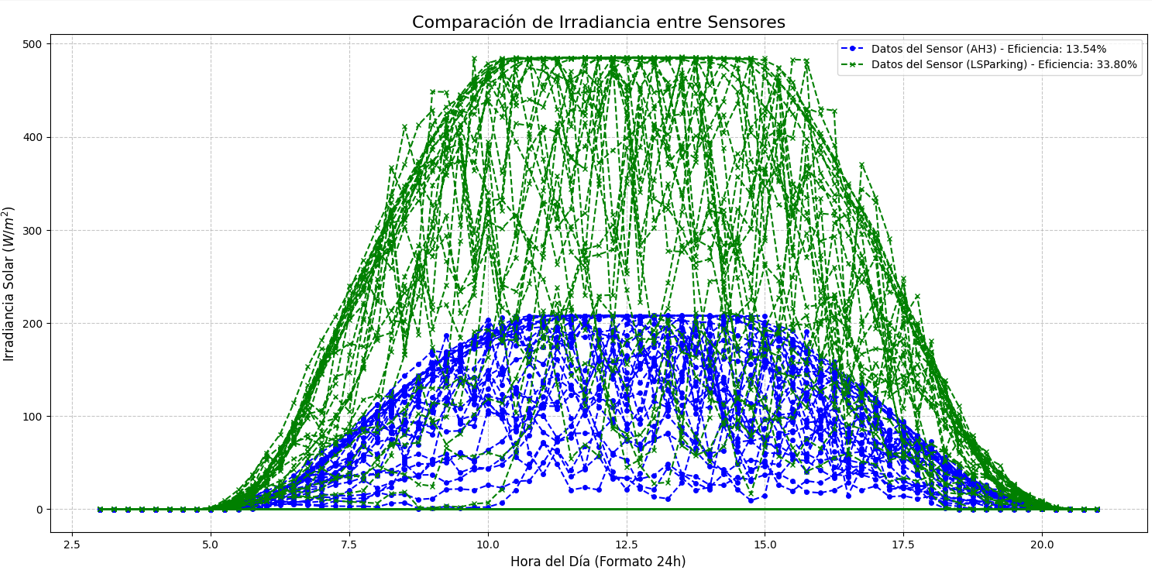 Comparación de Irradiancia entre Sensores
Datos del Sensor (AH3) - Eficiencia: 13.54%
Datos del Sensor (LSParking) - Eficiencia: 33.80%
Irradiancia Solar (W/m²)
500
400
300
200
100
0
2.5 5.0 7.5 10.0 12.5 15.0 17.5 20.0
Hora del Día (Formato 24h)